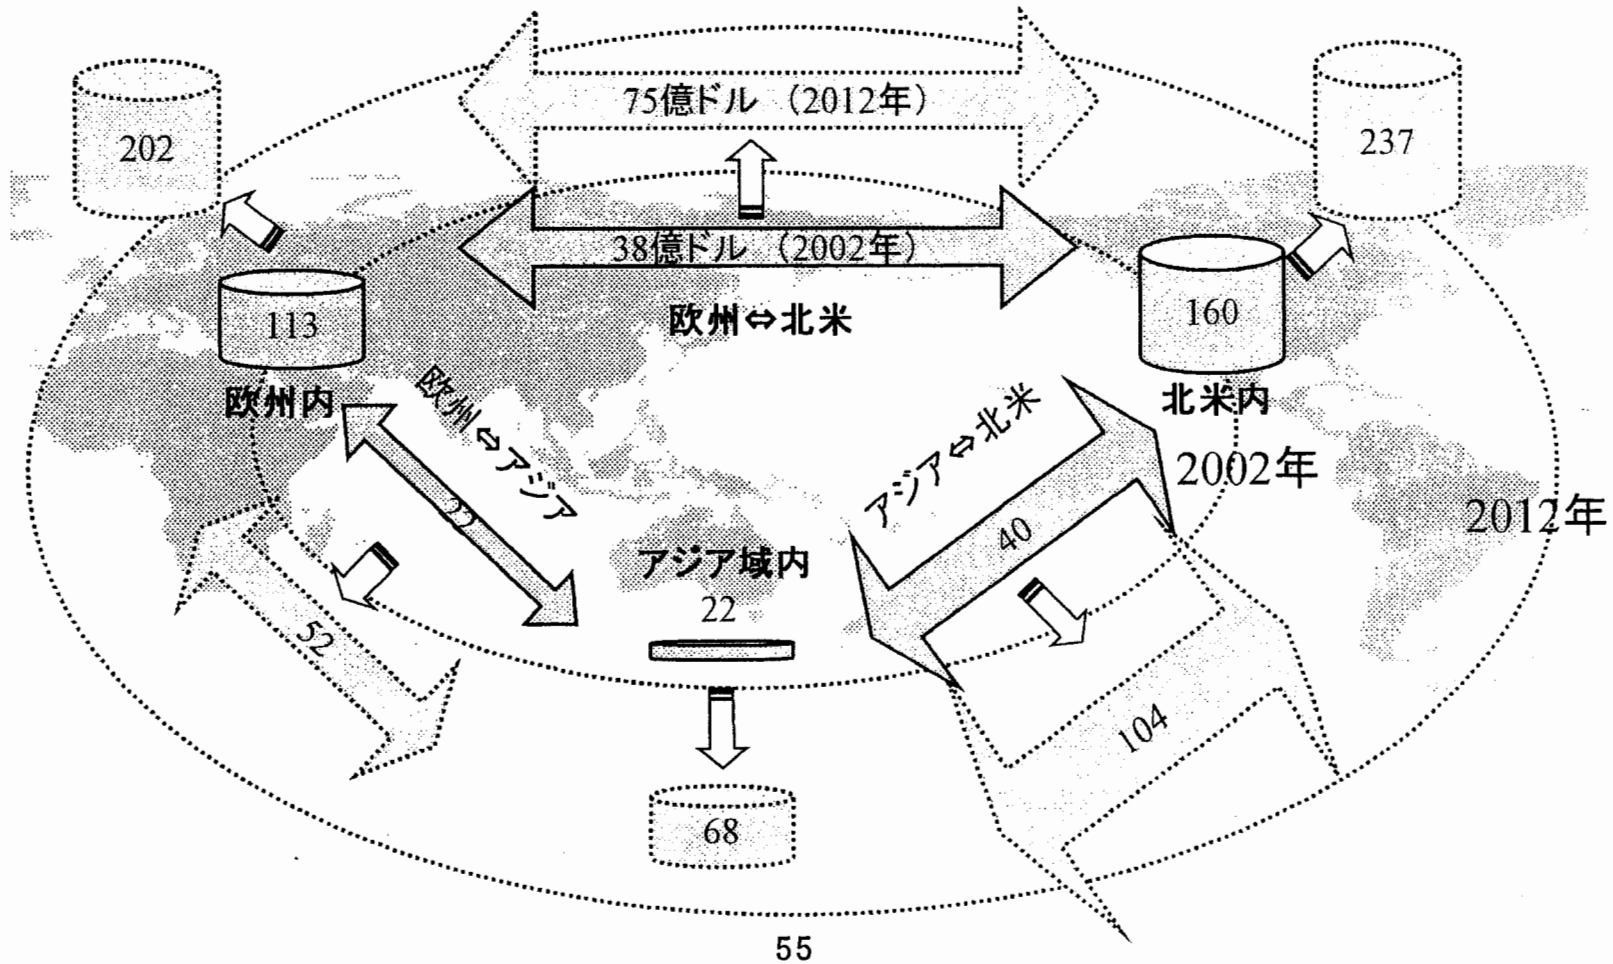 75億ドル （2012年）
202
237
38億ドル （2002年）
113
160
欧州⇔北米
欧州内
北米内
欧州⇔アジア
アジア⇔北米
2002年
2012年
22
40
アジア域内
22
52
104
68
55